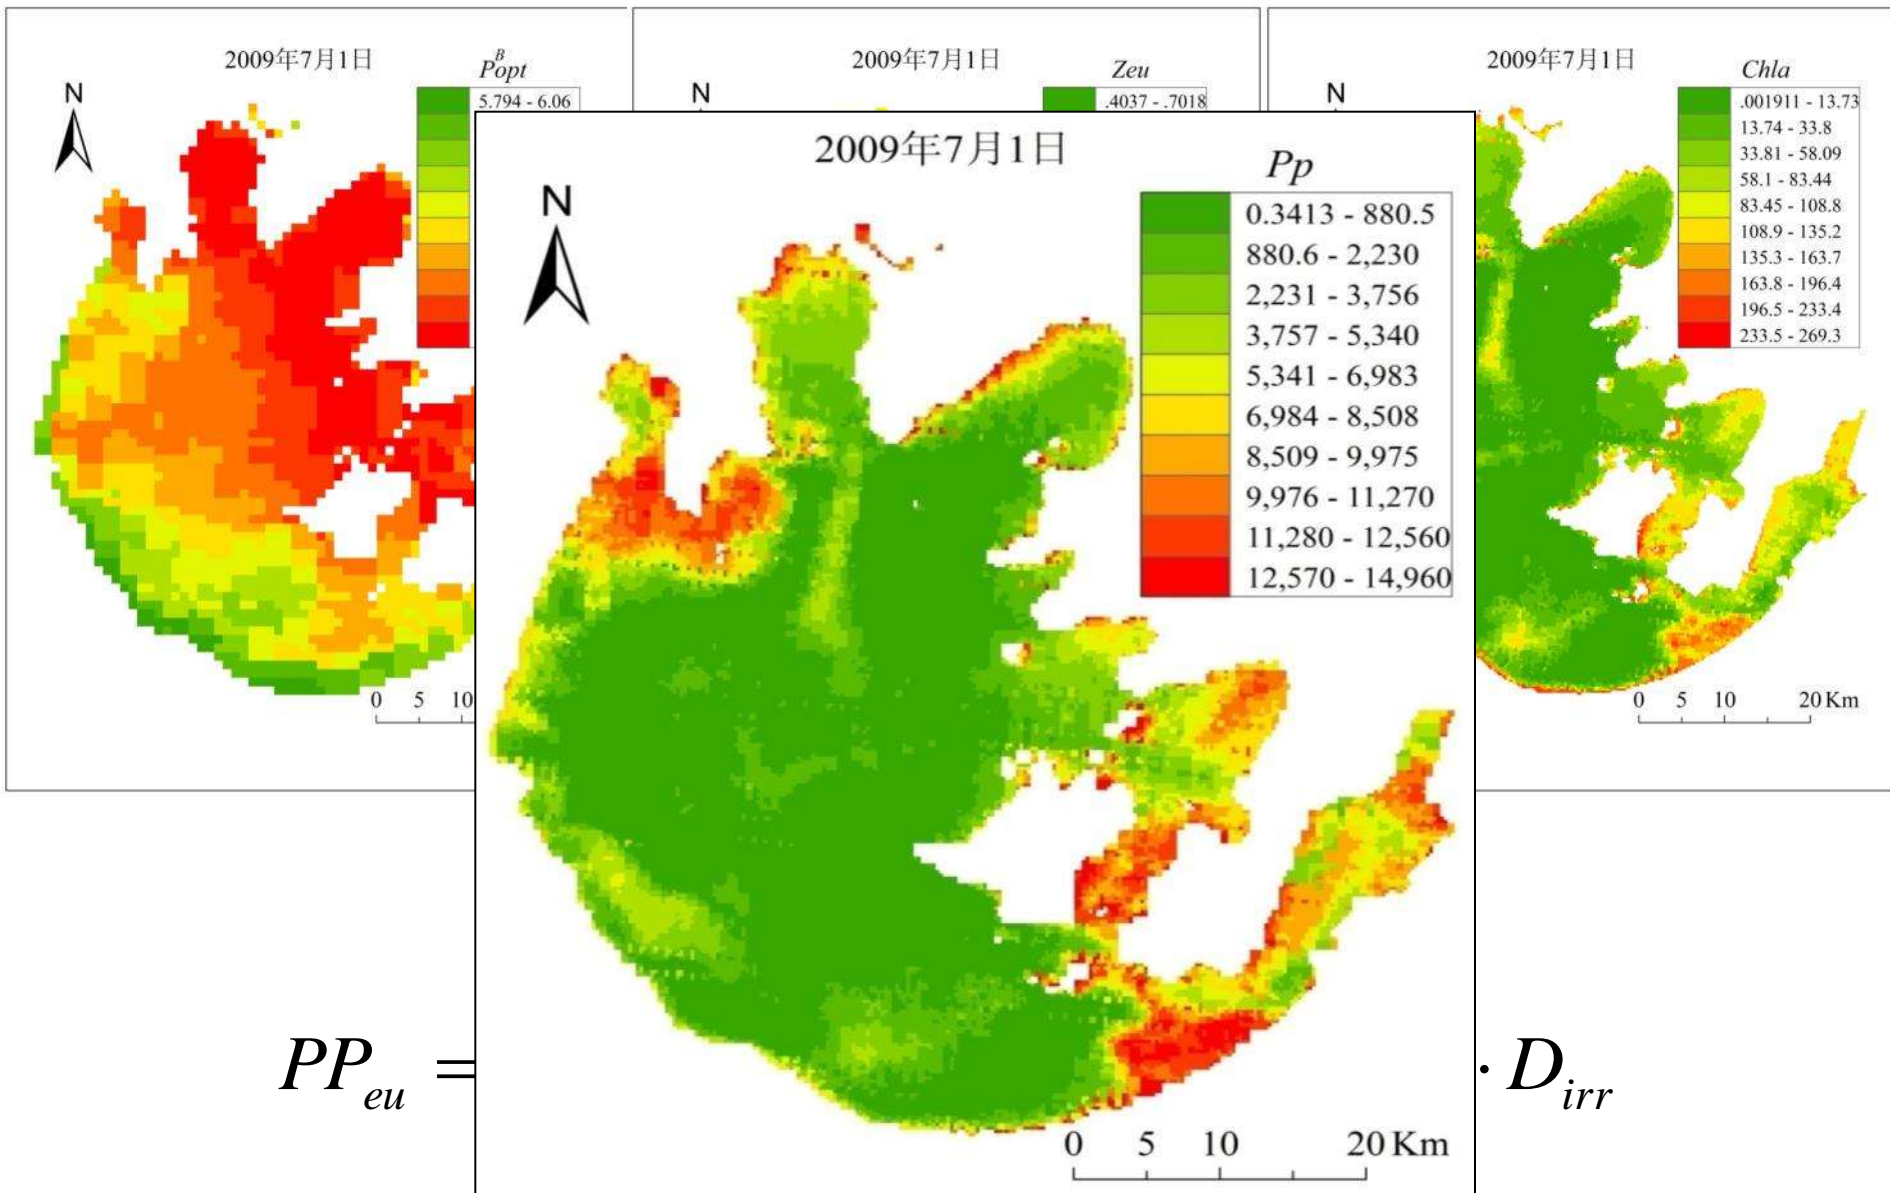 2009年7月1日
P^B_opt
N
5.794 - 6.06
0 5 10
2009年7月1日
Zeu
N
.4037 - .7018
2009年7月1日
Chla
N
.001911 - 13.73
13.74 - 33.8
33.81 - 58.09
58.1 - 83.44
83.45 - 108.8
108.9 - 135.2
135.3 - 163.7
163.8 - 196.4
196.5 - 233.4
233.5 - 269.3
0 5 10 20 Km
2009年7月1日
Pp
N
0.3413 - 880.5
880.6 - 2,230
2,231 - 3,756
3,757 - 5,340
5,341 - 6,983
6,984 - 8,508
8,509 - 9,975
9,976 - 11,270
11,280 - 12,560
12,570 - 14,960
0 5 10 20 Km
PP_eu = · D_irr